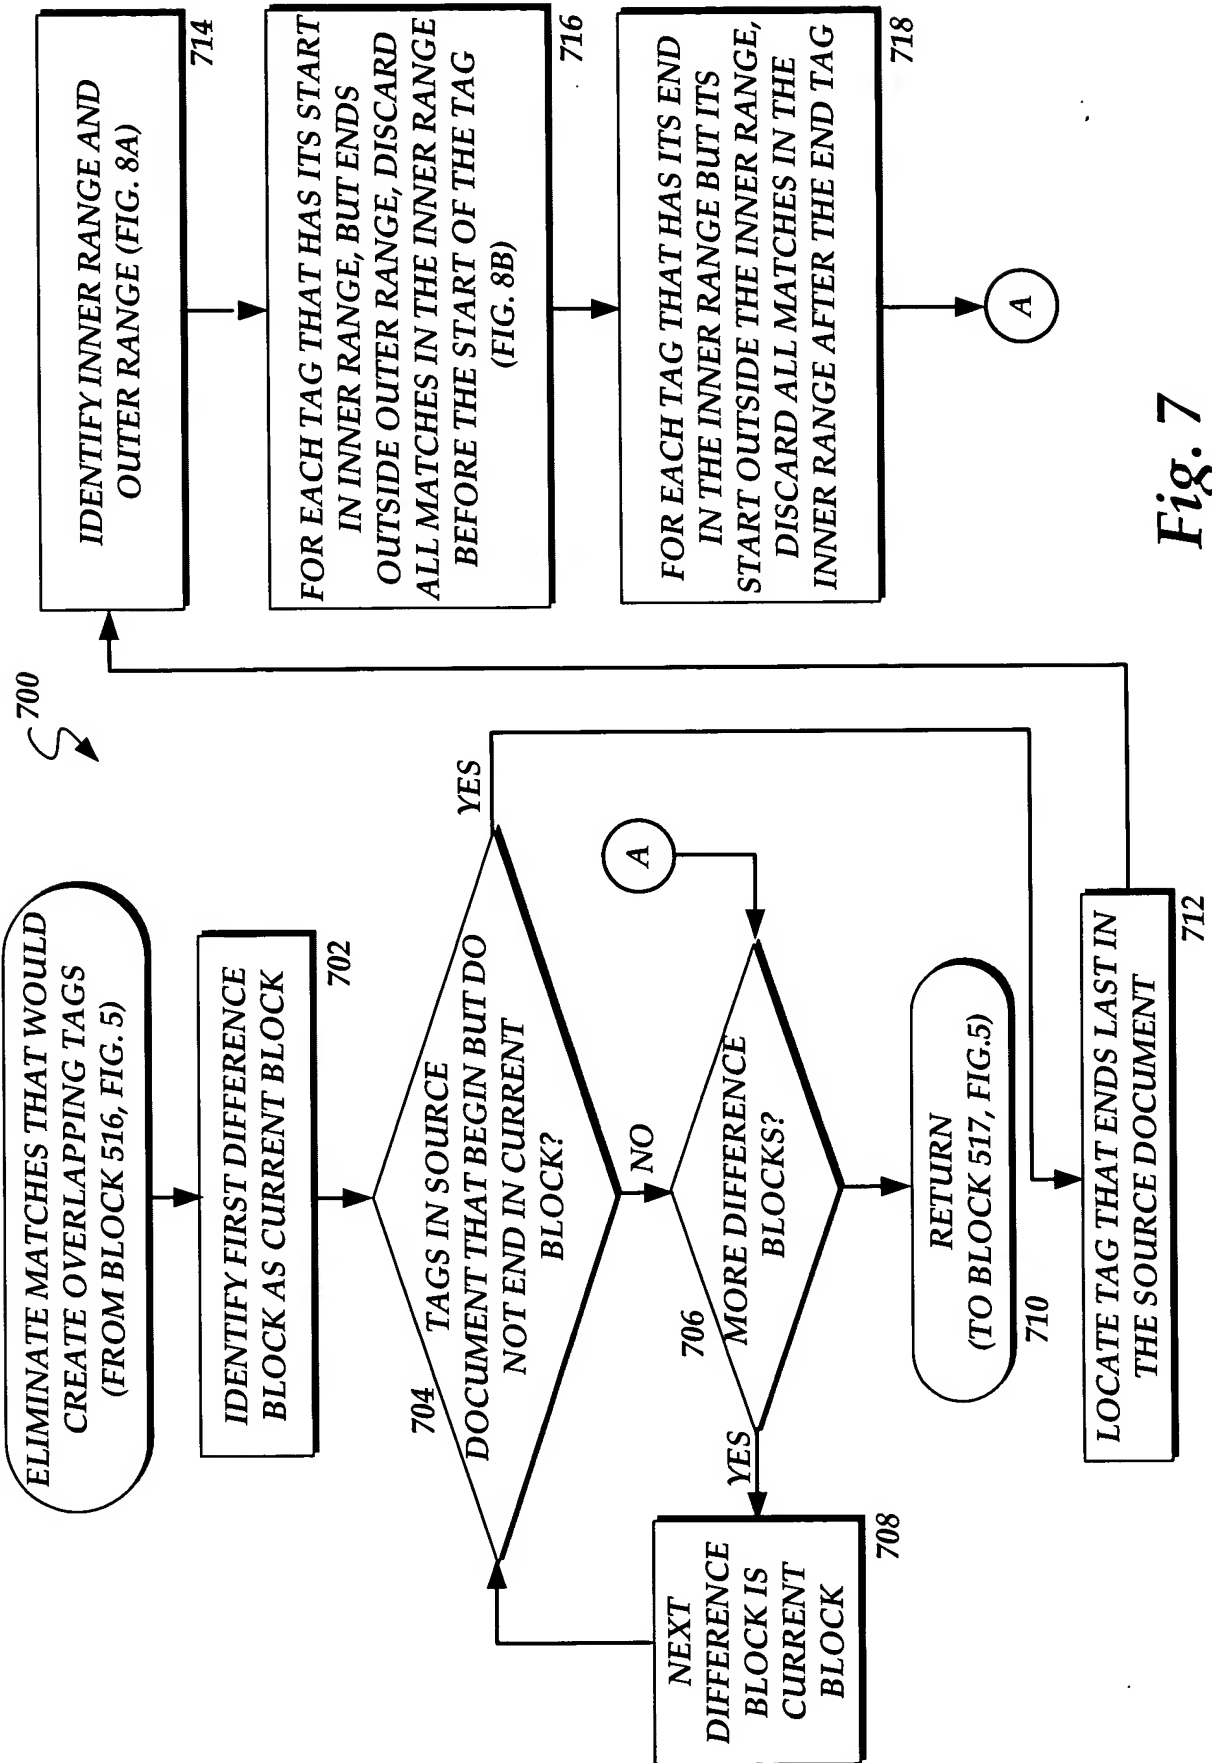 700
ELIMINATE MATCHES THAT WOULD
CREATE OVERLAPPING TAGS
(FROM BLOCK 516, FIG. 5)
IDENTIFY FIRST DIFFERENCE
BLOCK AS CURRENT BLOCK
702
704
TAGS IN SOURCE
DOCUMENT THAT BEGIN BUT DO
NOT END IN CURRENT
BLOCK?
YES
NO
A
706
MORE DIFFERENCE
BLOCKS?
YES
NEXT
DIFFERENCE
BLOCK IS
CURRENT
BLOCK
708
RETURN
(TO BLOCK 517, FIG.5)
710
LOCATE TAG THAT ENDS LAST IN
THE SOURCE DOCUMENT
712
IDENTIFY INNER RANGE AND
OUTER RANGE (FIG. 8A)
714
FOR EACH TAG THAT HAS ITS START
IN INNER RANGE, BUT ENDS
OUTSIDE OUTER RANGE, DISCARD
ALL MATCHES IN THE INNER RANGE
BEFORE THE START OF THE TAG
(FIG. 8B)
716
FOR EACH TAG THAT HAS ITS END
IN THE INNER RANGE BUT ITS
START OUTSIDE THE INNER RANGE,
DISCARD ALL MATCHES IN THE
INNER RANGE AFTER THE END TAG
718
A
Fig. 7